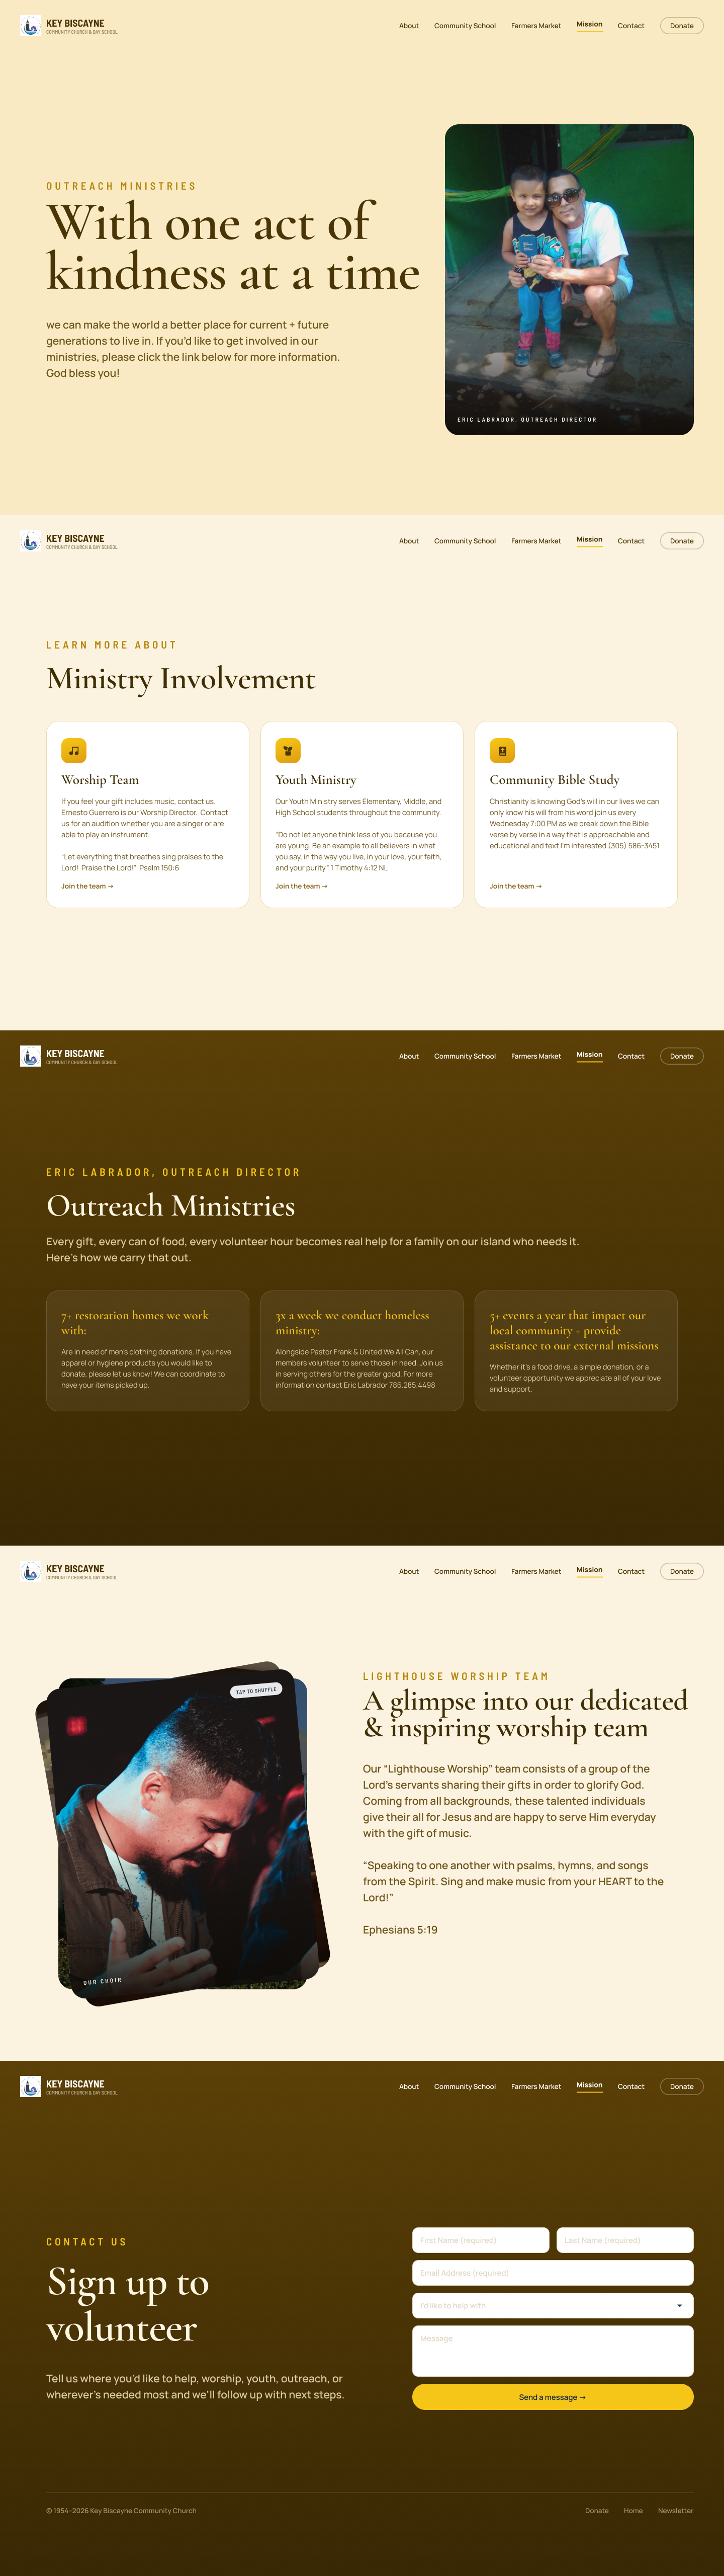 KEY BISCAYNE
COMMUNITY CHURCH & DAY SCHOOL
About Community School Farmers Market Mission Contact Donate
OUTREACH MINISTRIES
With one act of
kindness at a time
we can make the world a better place for current + future
generations to live in. If you'd like to get involved in our
ministries, please click the link below for more information.
God bless you!
ERIC LABRADOR, OUTREACH DIRECTOR
KEY BISCAYNE
COMMUNITY CHURCH & DAY SCHOOL
About Community School Farmers Market Mission Contact Donate
LEARN MORE ABOUT
Ministry Involvement
Worship Team
If you feel your gift includes music, contact us.
Ernesto Guerrero is our Worship Director. Contact
us for an audition whether you are a singer or are
able to play an instrument.
"Let everything that breathes sing praises to the
Lord! Praise the Lord!" Psalm 150:6
Join the team →
Youth Ministry
Our Youth Ministry serves Elementary, Middle, and
High School students throughout the community.
"Do not let anyone think less of you because you
are young. Be an example to all believers in what
you say, in the way you live, in your love, your faith,
and your purity." 1 Timothy 4:12 NL
Join the team →
Community Bible Study
Christianity is knowing God's will in our lives we can
only know his will from his word join us every
Wednesday 7:00 PM as we break down the Bible
verse by verse in a way that is approachable and
educational and text I'm interested (305) 586-3451
Join the team →
KEY BISCAYNE
COMMUNITY CHURCH & DAY SCHOOL
About Community School Farmers Market Mission Contact Donate
ERIC LABRADOR, OUTREACH DIRECTOR
Outreach Ministries
Every gift, every can of food, every volunteer hour becomes real help for a family on our island who needs it.
Here's how we carry that out.
7+ restoration homes we work
with:
Are in need of men's clothing donations. If you have
apparel or hygiene products you would like to
donate, please let us know! We can coordinate to
have your items picked up.
3x a week we conduct homeless
ministry:
Alongside Pastor Frank & United We All Can, our
members volunteer to serve those in need. Join us
in serving others for the greater good. For more
information contact Eric Labrador 786.285.4498
5+ events a year that impact our
local community + provide
assistance to our external missions
Whether it's a food drive, a simple donation, or a
volunteer opportunity we appreciate all of your love
and support.
KEY BISCAYNE
COMMUNITY CHURCH & DAY SCHOOL
About Community School Farmers Market Mission Contact Donate
TAP TO SHUFFLE
OUR CHOIR
LIGHTHOUSE WORSHIP TEAM
A glimpse into our dedicated
& inspiring worship team
Our "Lighthouse Worship" team consists of a group of the
Lord's servants sharing their gifts in order to glorify God.
Coming from all backgrounds, these talented individuals
give their all for Jesus and are happy to serve Him everyday
with the gift of music.
"Speaking to one another with psalms, hymns, and songs
from the Spirit. Sing and make music from your HEART to the
Lord!"
Ephesians 5:19
KEY BISCAYNE
COMMUNITY CHURCH & DAY SCHOOL
About Community School Farmers Market Mission Contact Donate
CONTACT US
Sign up to
volunteer
Tell us where you'd like to help, worship, youth, outreach, or
wherever's needed most and we'll follow up with next steps.
First Name (required) Last Name (required)
Email Address (required)
I'd like to help with
Message
Send a message →
© 1954–2026 Key Biscayne Community Church
Donate Home Newsletter